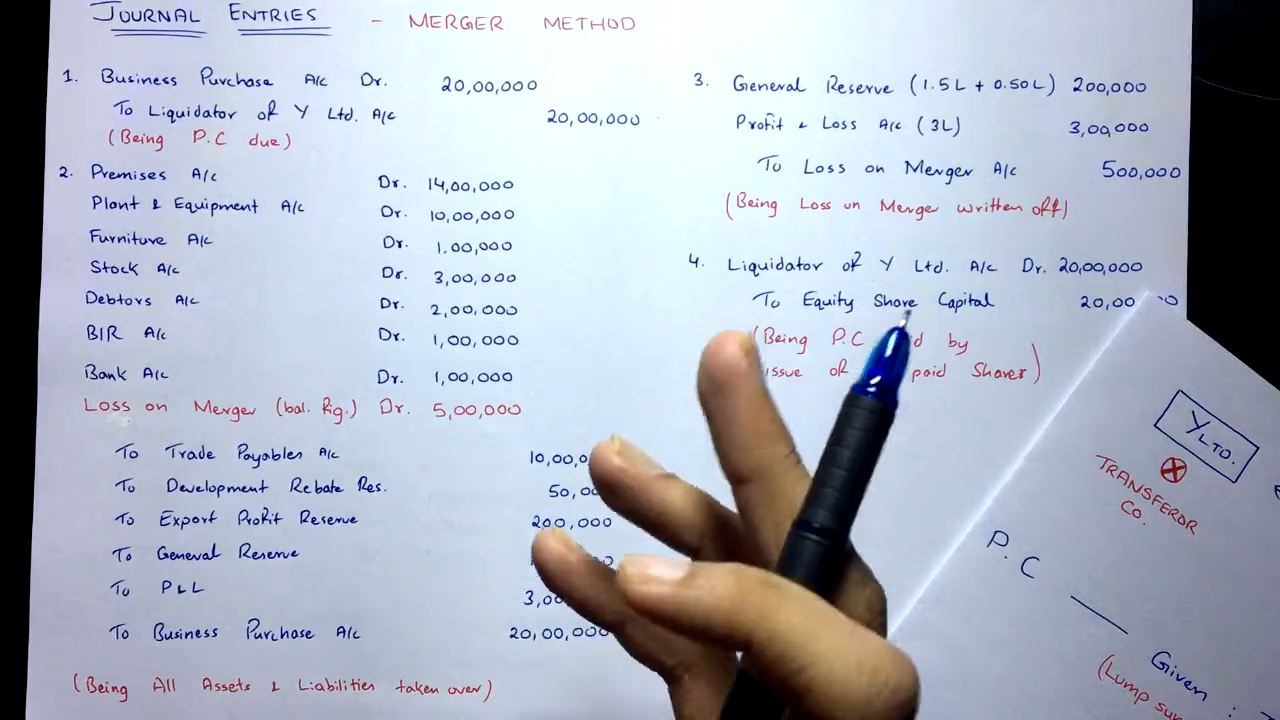 JOURNAL ENTRIES - MERGER METHOD
1. Business Purchase A/c Dr. 20,00,000
To Liquidator of Y Ltd. A/c 20,00,000
(Being P.C due)
2. Premises A/c Dr. 14,00,000
Plant & Equipment A/c Dr. 10,00,000
Furniture A/c Dr. 1,00,000
Stock A/c Dr. 3,00,000
Debtors A/c Dr. 2,00,000
B/R A/c Dr. 1,00,000
Bank A/c Dr. 1,00,000
Loss on Merger (bal. fig.) Dr. 5,00,000
To Trade Payables A/c
To Development Rebate Res.
To Export Profit Reserve 200,000
To General Reserve
To P&L
To Business Purchase A/c 20,00,000
(Being All Assets & Liabilities taken over)
3. General Reserve (1.5L + 0.50L) 200,000
Profit & Loss A/c (3L) 3,00,000
To Loss on Merger A/c 500,000
(Being Loss on Merger written off)
4. Liquidator of Y Ltd. A/c Dr. 20,00,000
To Equity Share Capital
(Being P.C by
issue of paid Shares)
Y LTD.
TRANSFEROR
CO.
P.C — Given :
(Lump